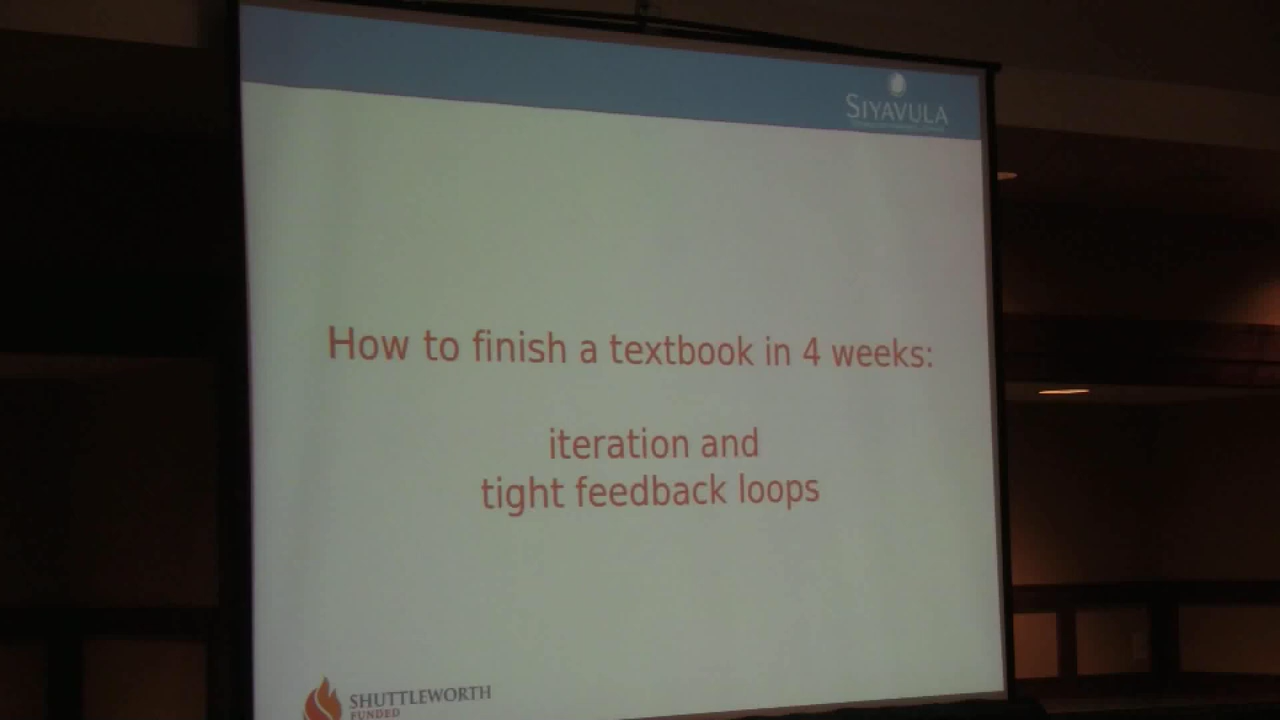 SIYAVULA
How to finish a textbook in 4 weeks:
iteration and
tight feedback loops
SHUTTLEWORTH
FUNDED